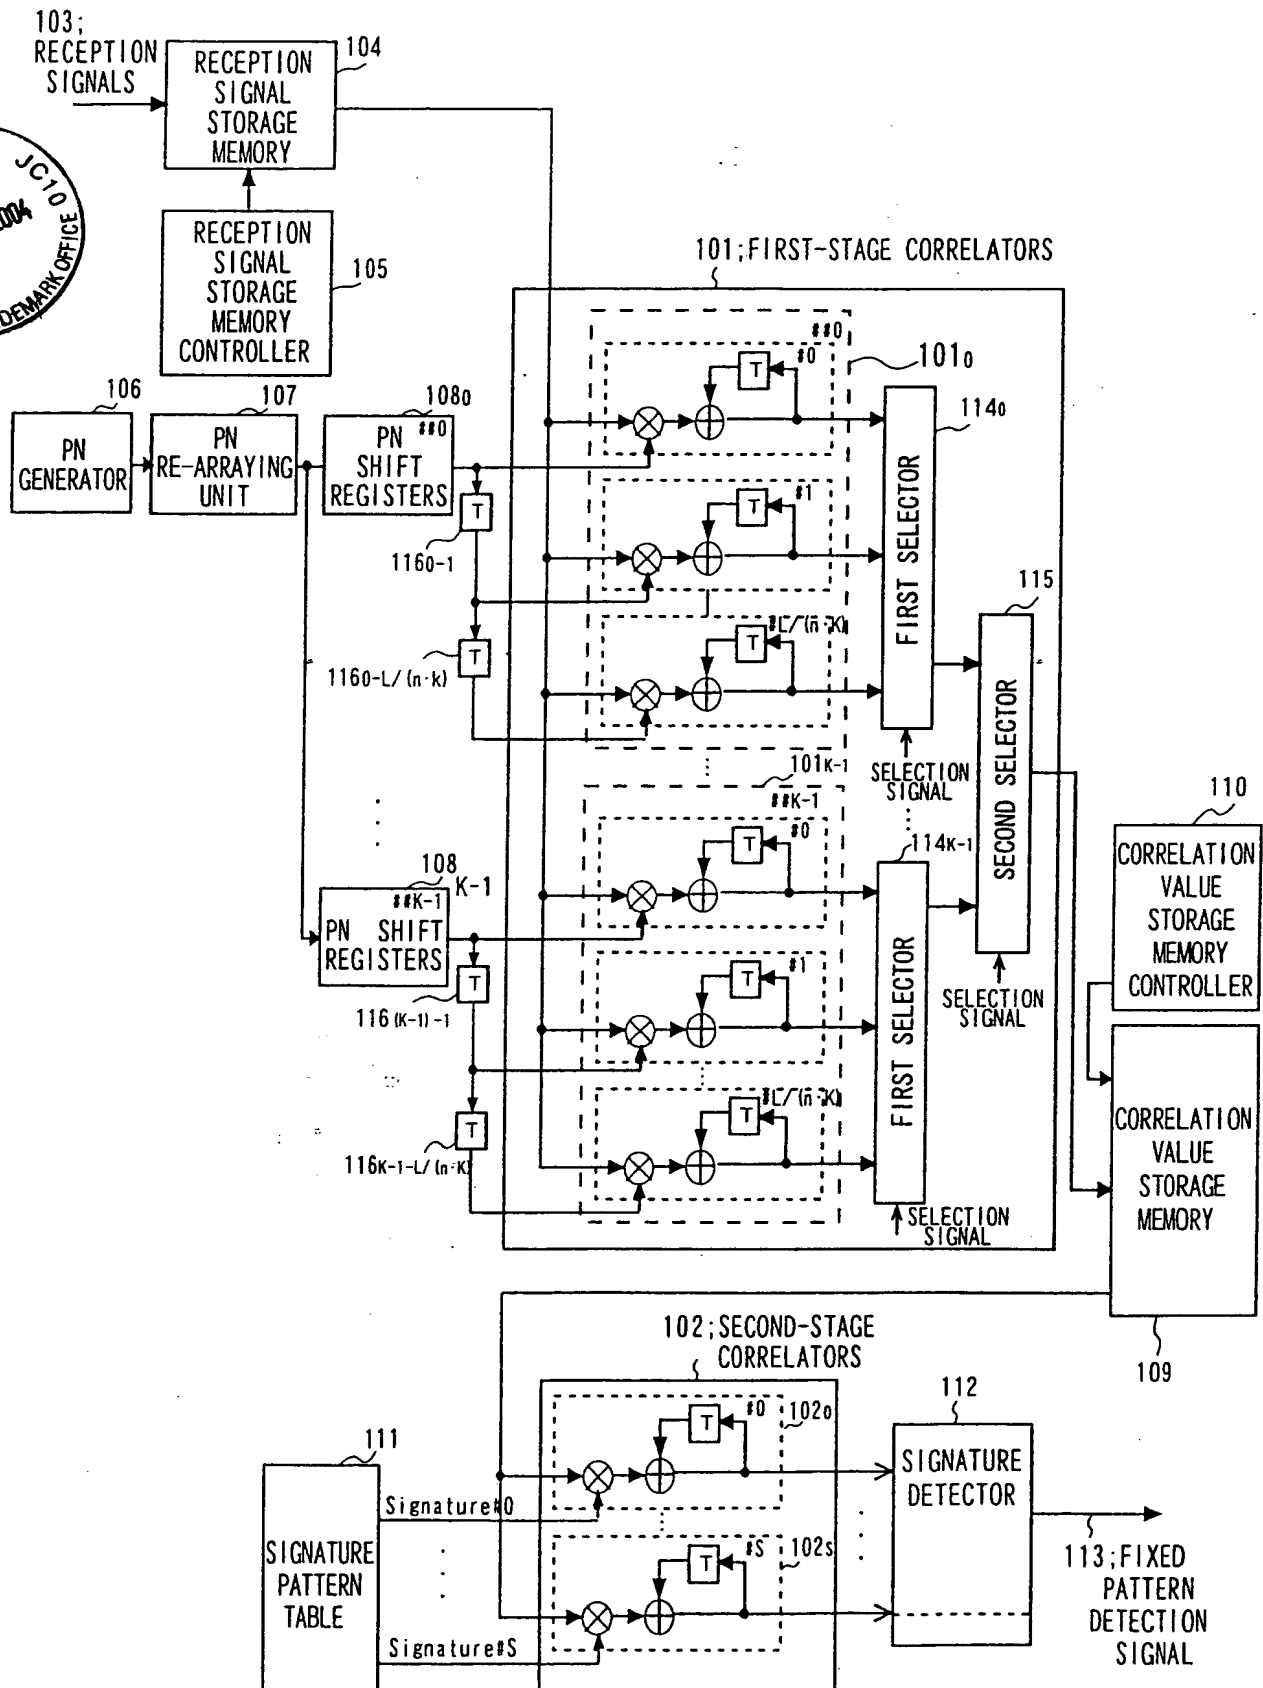 103;
RECEPTION
SIGNALS
104
RECEPTION
SIGNAL
STORAGE
MEMORY
JC10
2004
DEMARK OFFICE
RECEPTION
SIGNAL
STORAGE
MEMORY
CONTROLLER
105
101;FIRST-STAGE CORRELATORS
106
PN
GENERATOR
107
PN
RE-ARRAYING
UNIT
1080
##0
PN
SHIFT
REGISTERS
T
1160-1
T
1160-L/(n·k)
##0
1010
#0
T
#1
T
#L/(n·K)
T
1140
FIRST SELECTOR
SELECTION
SIGNAL
115
SECOND SELECTOR
SELECTION
SIGNAL
101K-1
##K-1
#0
T
#1
T
#L/(n·K)
T
114K-1
FIRST SELECTOR
SELECTION
SIGNAL
108 K-1
##K-1
PN SHIFT
REGISTERS
T
116(K-1)-1
T
116K-1-L/(n·K)
110
CORRELATION
VALUE
STORAGE
MEMORY
CONTROLLER
CORRELATION
VALUE
STORAGE
MEMORY
109
102;SECOND-STAGE
CORRELATORS
111
SIGNATURE
PATTERN
TABLE
Signature#0
Signature#S
#0
T
1020
#S
T
102S
112
SIGNATURE
DETECTOR
113;FIXED
PATTERN
DETECTION
SIGNAL